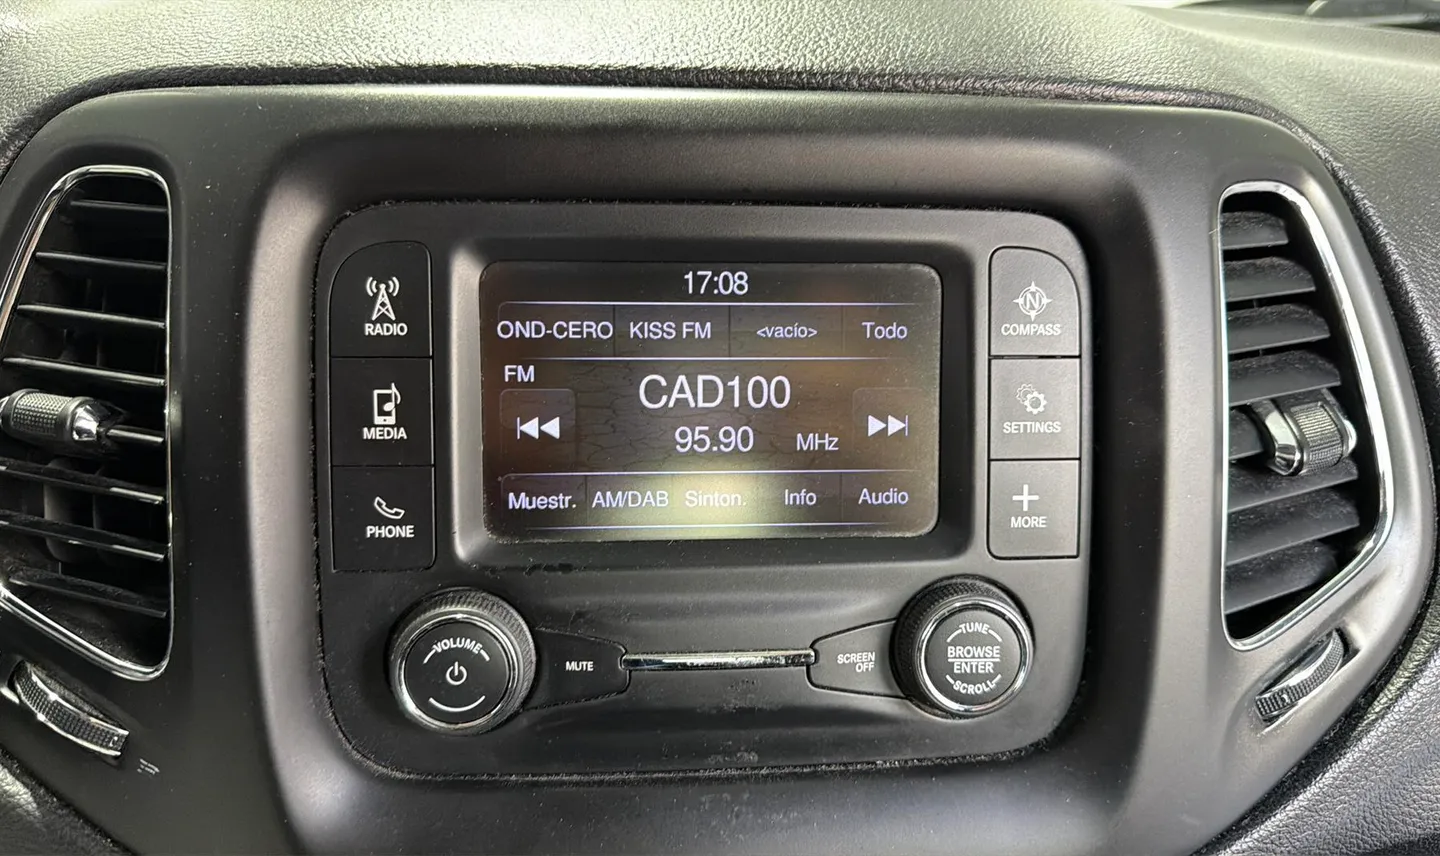 17:08
OND-CERO KISS FM <vacío> Todo
FM
CAD100
95.90 MHz
Muestr. AM/DAB Sinton. Info Audio
RADIO
MEDIA
PHONE
N
COMPASS
SETTINGS
MORE
VOLUME
MUTE
SCREEN
OFF
TUNE
BROWSE
ENTER
SCROLL